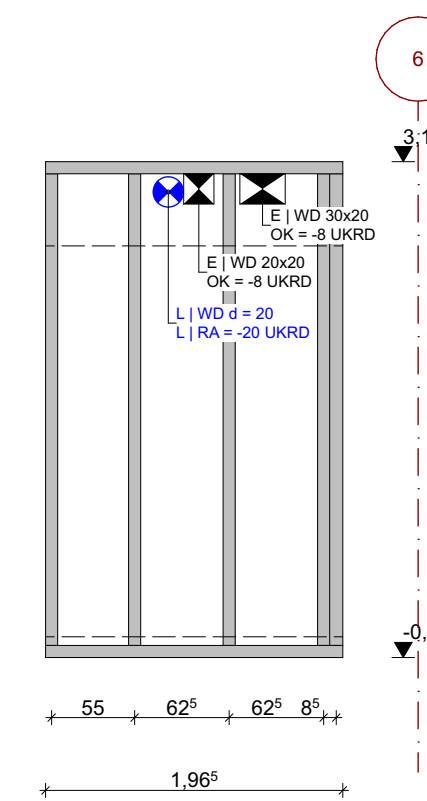 6
3,1
E | WD 30x20
OK = -8 UKRD
E | WD 20x20
OK = -8 UKRD
L | WD d = 20
L | RA = -20 UKRD
-0,
55 62⁵ 62⁵ 8⁵
1,96⁵